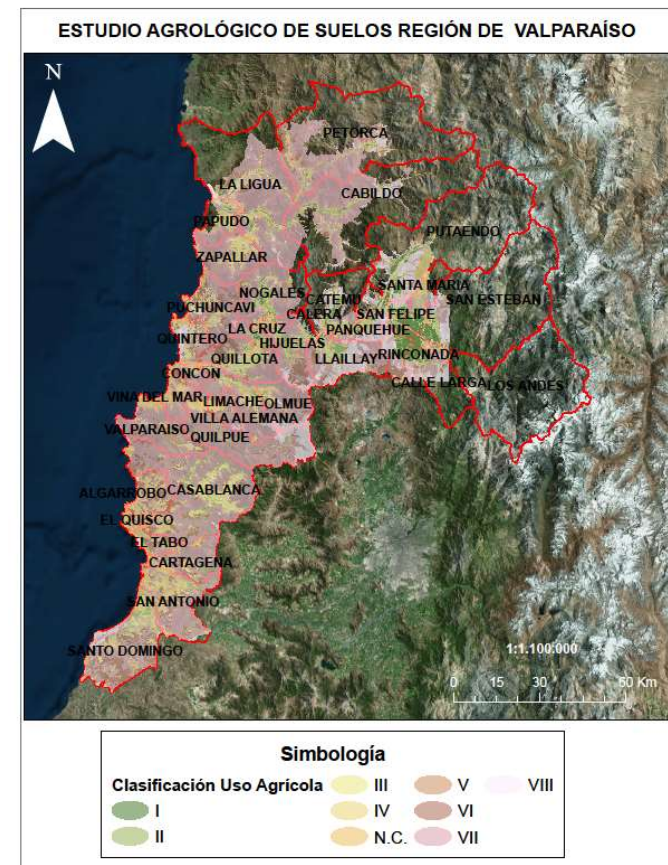 ESTUDIO AGROLÓGICO DE SUELOS REGIÓN DE VALPARAÍSO
N
PETORCA
LA LIGUA
CABILDO
PAPUDO
PUTAENDO
ZAPALLAR
SANTA MARIA
NOGALES
CATEMU
SAN ESTEBAN
PUCHUNCAVI
CALERA
SAN FELIPE
LA CRUZ
PANQUEHUE
QUINTERO
HIJUELAS
QUILLOTA
LLAILLAY
RINCONADA
CONCON
CALLE LARGA
LOS ANDES
VINA DEL MAR
LIMACHE
OLMUE
VILLA ALEMANA
VALPARAISO
QUILPUE
ALGARROBO
CASABLANCA
EL QUISCO
EL TABO
CARTAGENA
SAN ANTONIO
SANTO DOMINGO
1:1.100.000
0 15 30 60 Km
Simbología
Clasificación Uso Agrícola
I
II
III
IV
N.C.
V
VI
VII
VIII